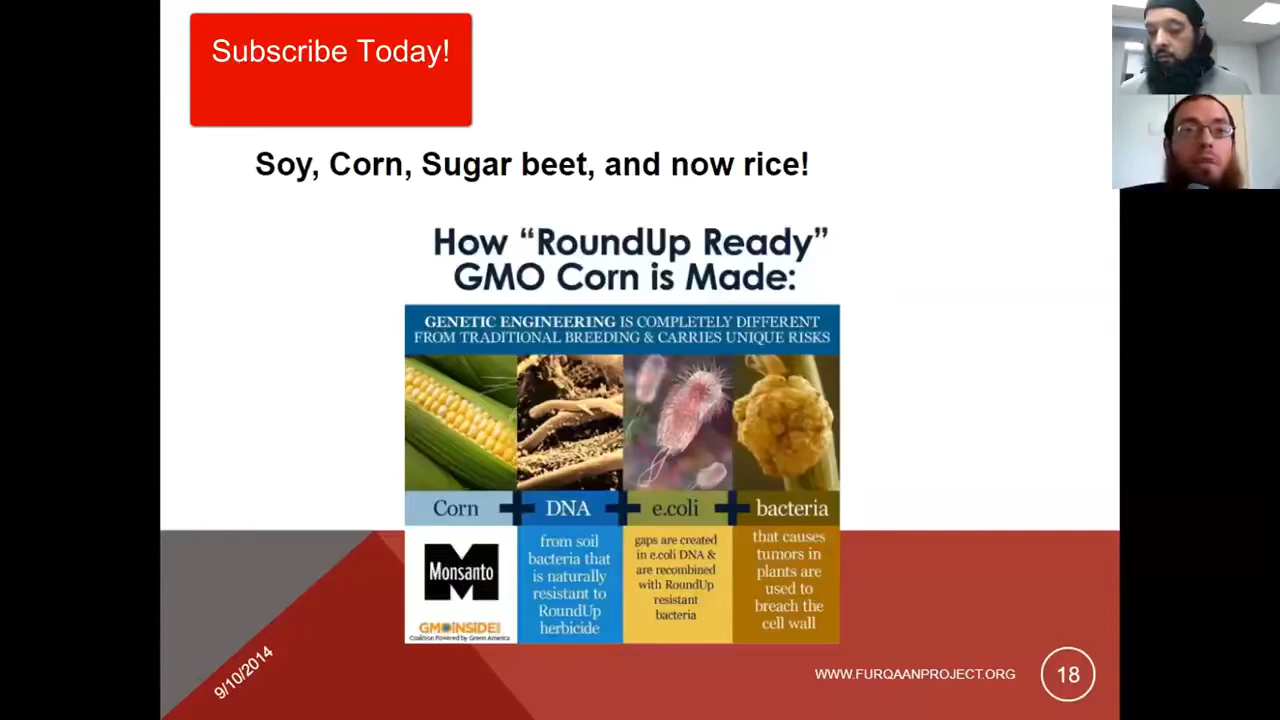 Subscribe Today!
Soy, Corn, Sugar beet, and now rice!
How “RoundUp Ready”
GMO Corn is Made:
GENETIC ENGINEERING IS COMPLETELY DIFFERENT
FROM TRADITIONAL BREEDING & CARRIES UNIQUE RISKS
Corn + DNA + e.coli + bacteria
Monsanto
GMOINSIDE
Coalition Powered by Green America
from soil
bacteria that
is naturally
resistant to
RoundUp
herbicide
gaps are created
in e.coli DNA &
are recombined
with RoundUp
resistant
bacteria
that causes
tumors in
plants are
used to
breach the
cell wall
9/10/2014
WWW.FURQAANPROJECT.ORG
18